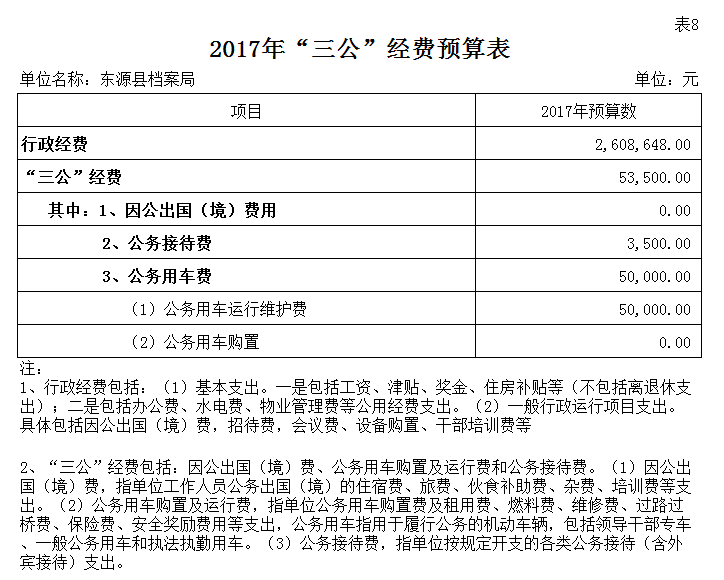 表8
2017年“三公”经费预算表
单位名称：东源县档案局 单位：元
项目 2017年预算数
行政经费 2,608,648.00
“三公”经费 53,500.00
其中：1、因公出国（境）费用 0.00
2、公务接待费 3,500.00
3、公务用车费 50,000.00
（1）公务用车运行维护费 50,000.00
（2）公务用车购置 0.00
注：
1、行政经费包括：（1）基本支出。一是包括工资、津贴、奖金、住房补贴等（不包括离退休支
出）；二是包括办公费、水电费、物业管理费等公用经费支出。（2）一般行政运行项目支出。
具体包括因公出国（境）费，招待费，会议费、设备购置、干部培训费等
2、“三公”经费包括：因公出国（境）费、公务用车购置及运行费和公务接待费。（1）因公出
国（境）费，指单位工作人员公务出国（境）的住宿费、旅费、伙食补助费、杂费、培训费等支
出。（2）公务用车购置及运行费，指单位公务用车购置费及租用费、燃料费、维修费、过路过
桥费、保险费、安全奖励费用等支出，公务用车指用于履行公务的机动车辆，包括领导干部专车
、一般公务用车和执法执勤用车。（3）公务接待费，指单位按规定开支的各类公务接待（含外
宾接待）支出。